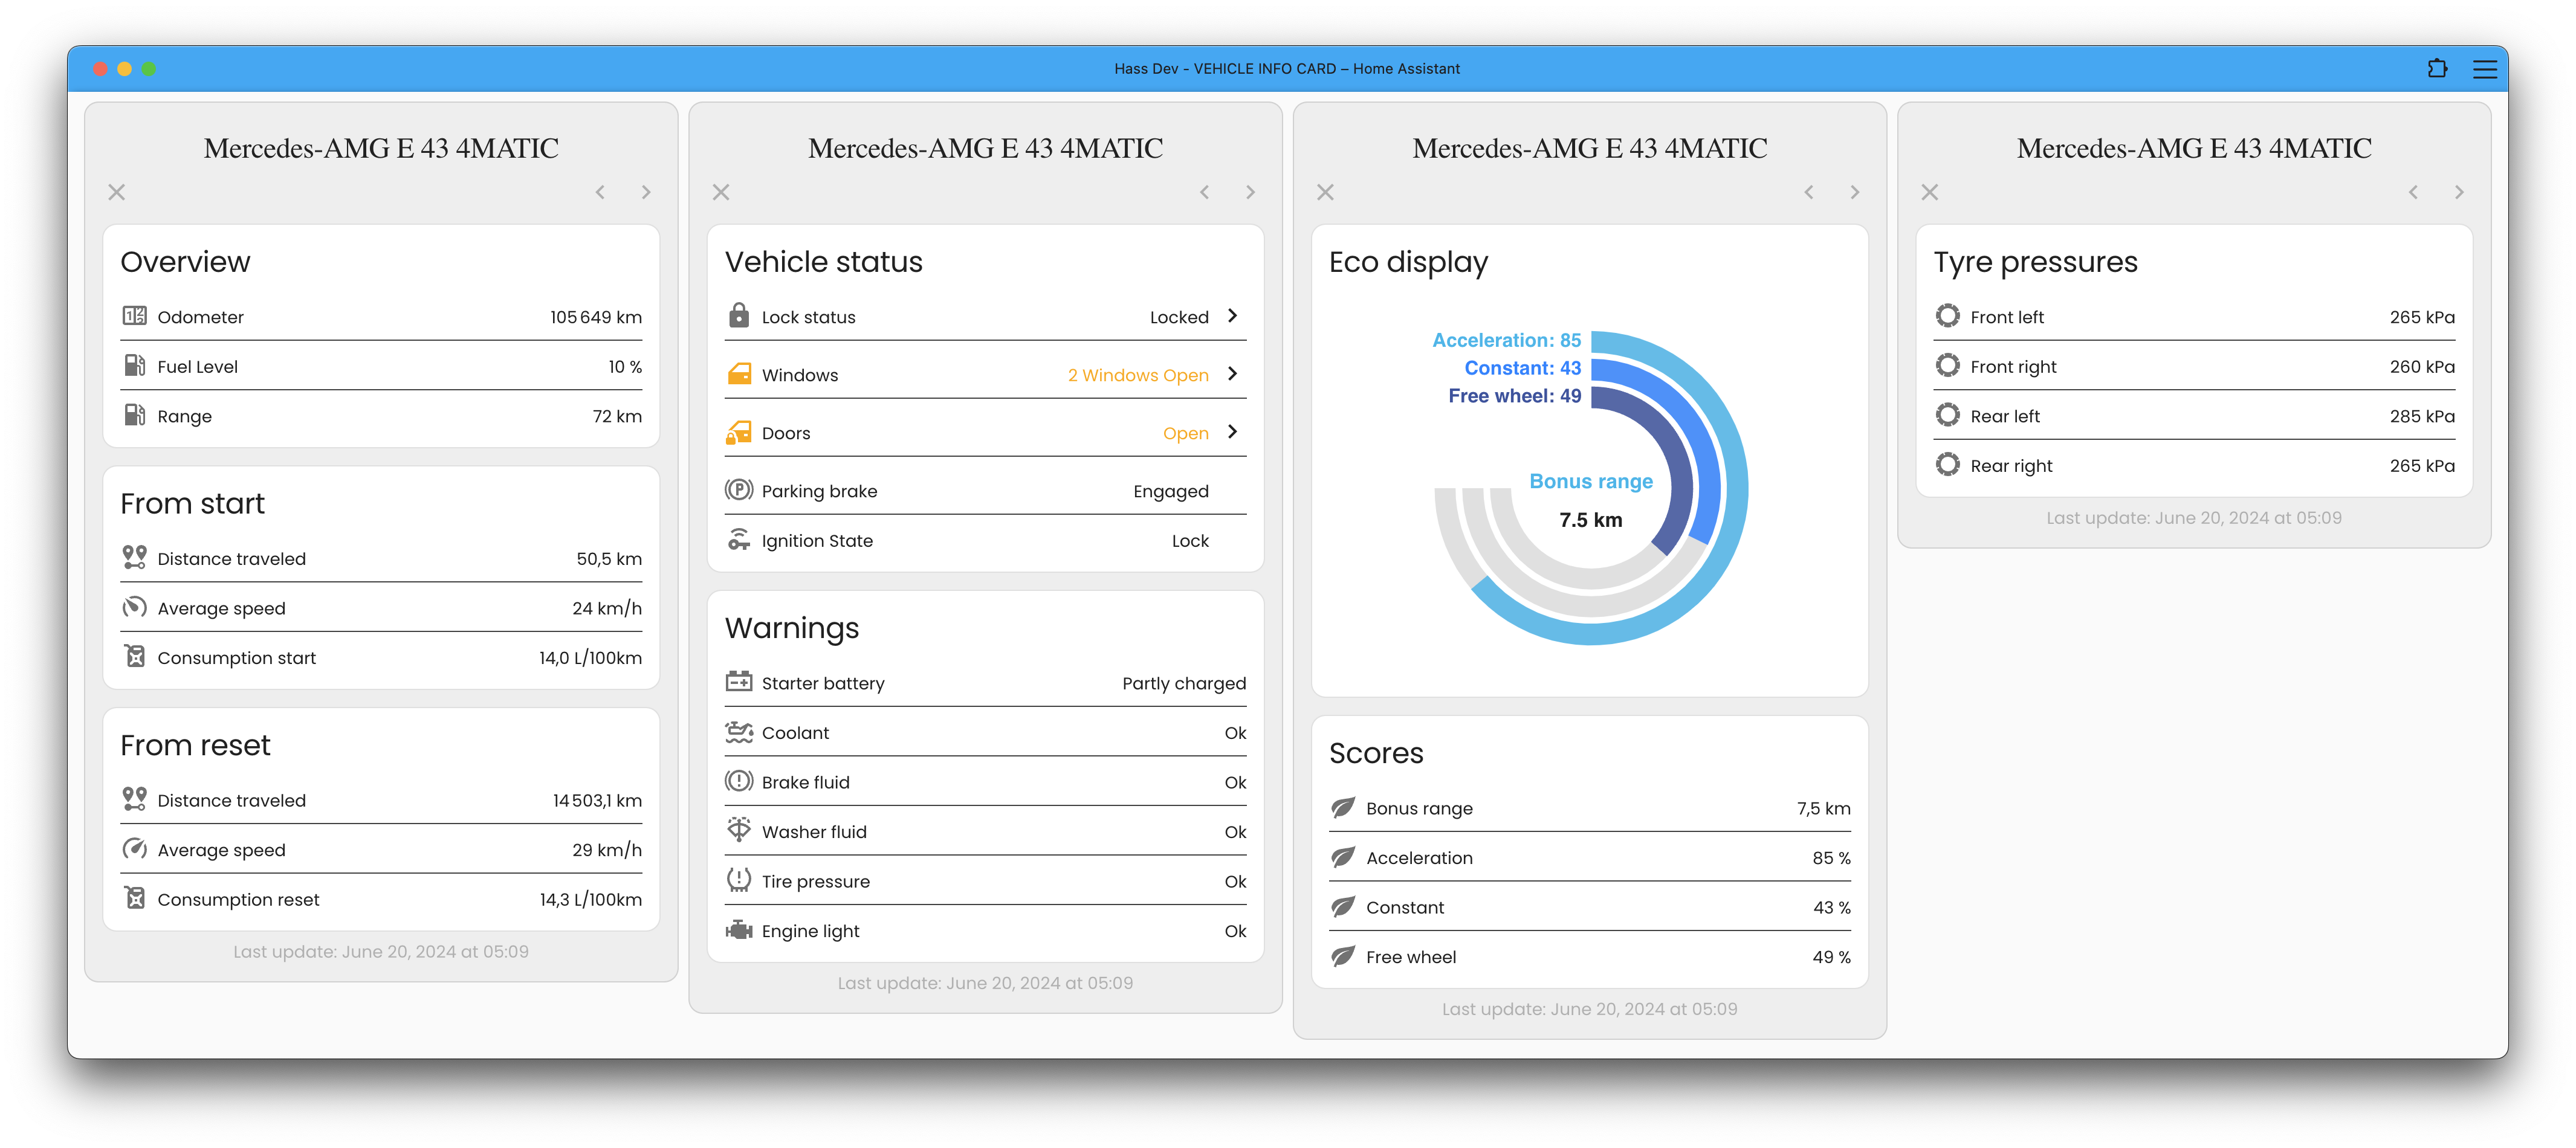 Hass Dev - VEHICLE INFO CARD – Home Assistant
Mercedes-AMG E 43 4MATIC
Overview
Odometer 105 649 km
Fuel Level 10 %
Range 72 km
From start
Distance traveled 50,5 km
Average speed 24 km/h
Consumption start 14,0 L/100km
From reset
Distance traveled 14 503,1 km
Average speed 29 km/h
Consumption reset 14,3 L/100km
Last update: June 20, 2024 at 05:09
Mercedes-AMG E 43 4MATIC
Vehicle status
Lock status Locked
Windows 2 Windows Open
Doors Open
Parking brake Engaged
Ignition State Lock
Warnings
Starter battery Partly charged
Coolant Ok
Brake fluid Ok
Washer fluid Ok
Tire pressure Ok
Engine light Ok
Last update: June 20, 2024 at 05:09
Mercedes-AMG E 43 4MATIC
Eco display
Acceleration: 85
Constant: 43
Free wheel: 49
Bonus range
7.5 km
Scores
Bonus range 7,5 km
Acceleration 85 %
Constant 43 %
Free wheel 49 %
Last update: June 20, 2024 at 05:09
Mercedes-AMG E 43 4MATIC
Tyre pressures
Front left 265 kPa
Front right 260 kPa
Rear left 285 kPa
Rear right 265 kPa
Last update: June 20, 2024 at 05:09